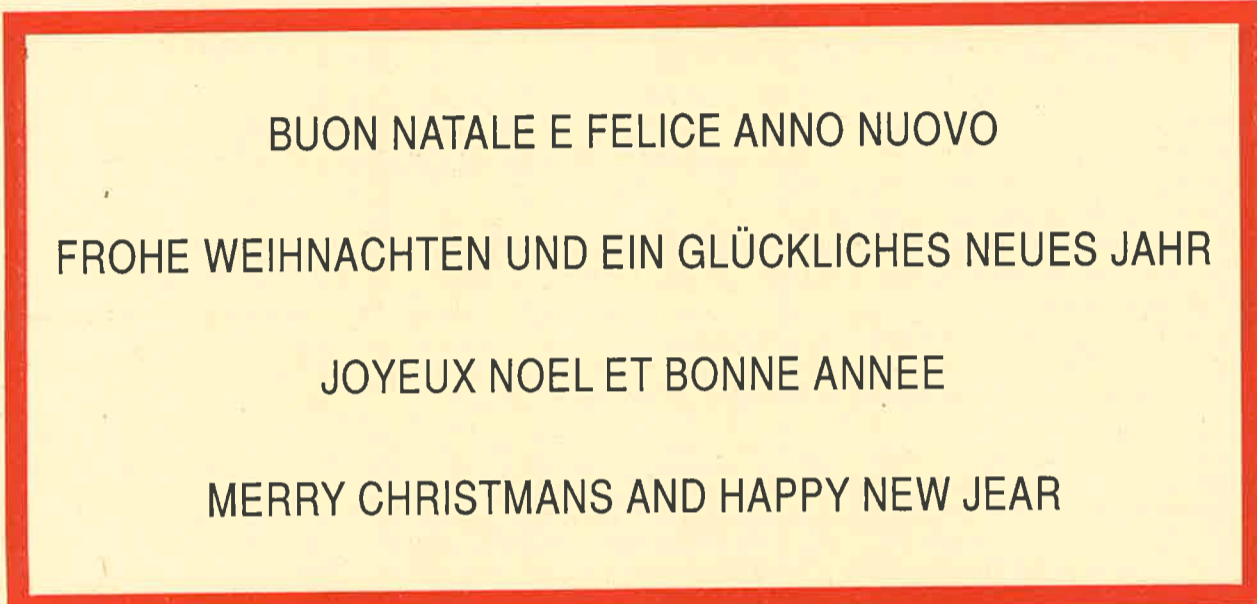 BUON NATALE E FELICE ANNO NUOVO
FROHE WEIHNACHTEN UND EIN GLÜCKLICHES NEUES JAHR
JOYEUX NOEL ET BONNE ANNEE
MERRY CHRISTMANS AND HAPPY NEW JEAR